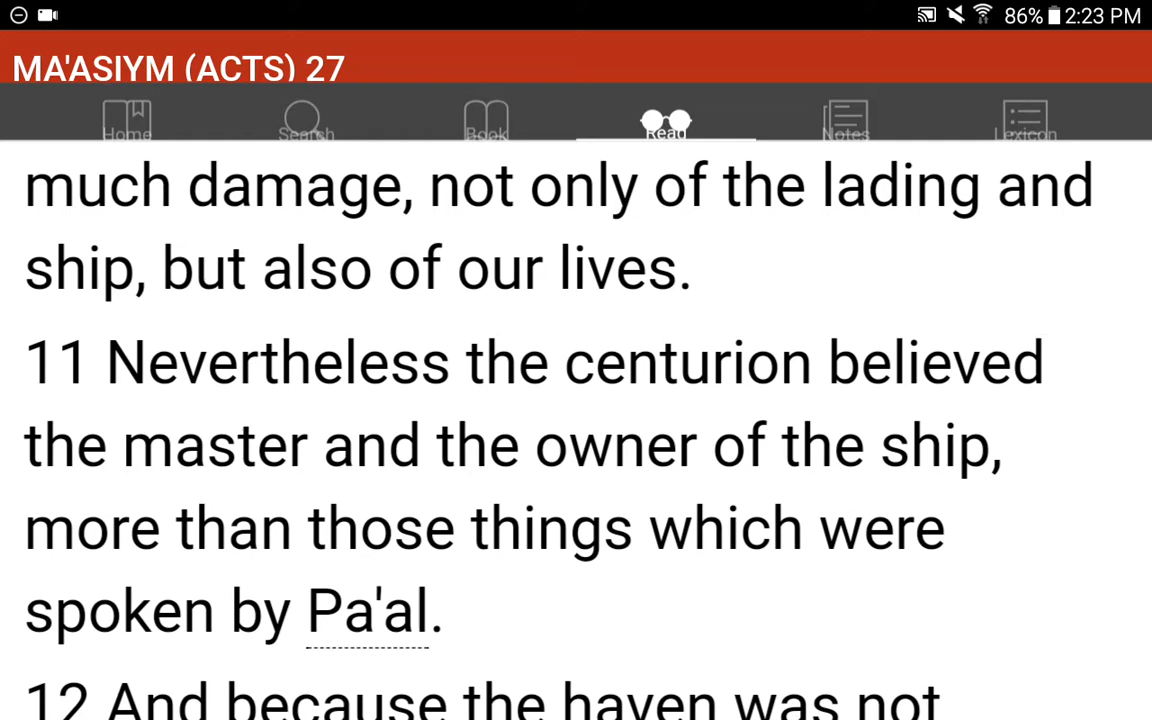 86% 2:23 PM
MA'ASIYM (ACTS) 27
Home Search Book Read Notes Lexicon
much damage, not only of the lading and
ship, but also of our lives.
11 Nevertheless the centurion believed
the master and the owner of the ship,
more than those things which were
spoken by Pa'al.
12 And because the haven was not